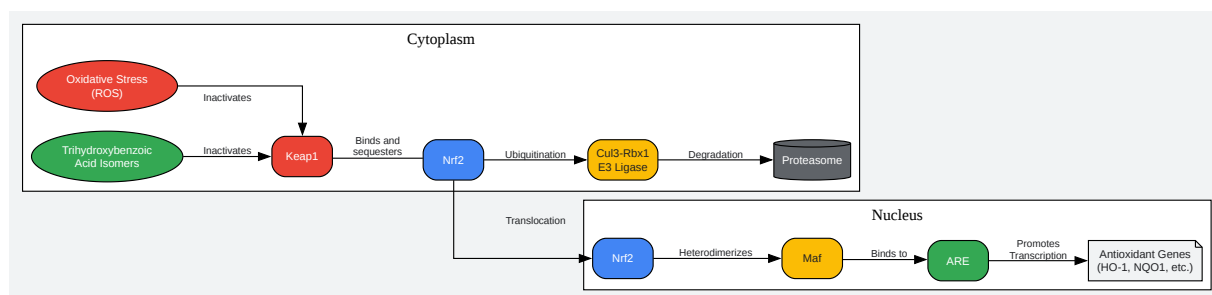 Cytoplasm
Oxidative Stress
(ROS)
Inactivates
Trihydroxybenzoic
Acid Isomers
Inactivates
Keap1
Binds and
sequesters
Nrf2
Ubiquitination
Cul3-Rbx1
E3 Ligase
Degradation
Proteasome
Translocation
Nucleus
Nrf2
Heterodimerizes
Maf
Binds to
ARE
Promotes
Transcription
Antioxidant Genes
(HO-1, NQO1, etc.)